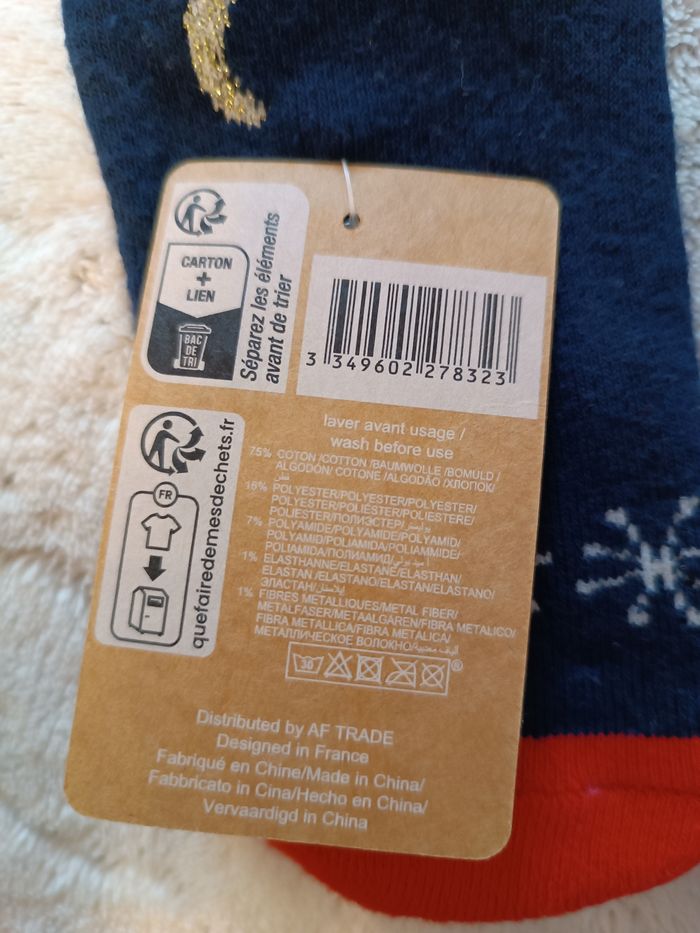 CARTON
+
LIEN
BAC
DE
TRI
Séparez les éléments
avant de trier
3 349602 278323
FR
quefairedemesdechets.fr
laver avant usage /
wash before use
75% COTON /COTTON /BAUMWOLLE /BOMULD /
ALGODÓN/ COTONE /ALGODÃO /ХЛОПОК/
قطن
16% POLYESTER/POLYESTER/POLYESTER/
POLYESTER/POLIÉSTER/POLIESTERE/
POLIÉSTER/ПОЛИЭСТЕР/بوليستر
7% POLYAMIDE/POLYAMIDE/POLYAMID/
POLYAMID/POLIAMIDA/POLIAMMIDE/
POLIAMIDA/ПОЛИАМИД/
1% ELASTHANNE/ELASTANE/ELASTHAN/
ELASTAN /ELASTANO/ELASTAN/ELASTANO/
ЭЛАСТАН/إيلاستان
1% FIBRES METALLIQUES/METAL FIBER/
METALFASER/METAALGAREN/FIBRA METALICO/
FIBRA METALLICA/FIBRA METALICA/
МЕТАЛЛИЧЕСКОЕ ВОЛОКНО/
30
®
Distributed by AF TRADE
Designed in France
Fabriqué en Chine/Made in China/
Fabbricato in Cina/Hecho en China/
Vervaardigd in China